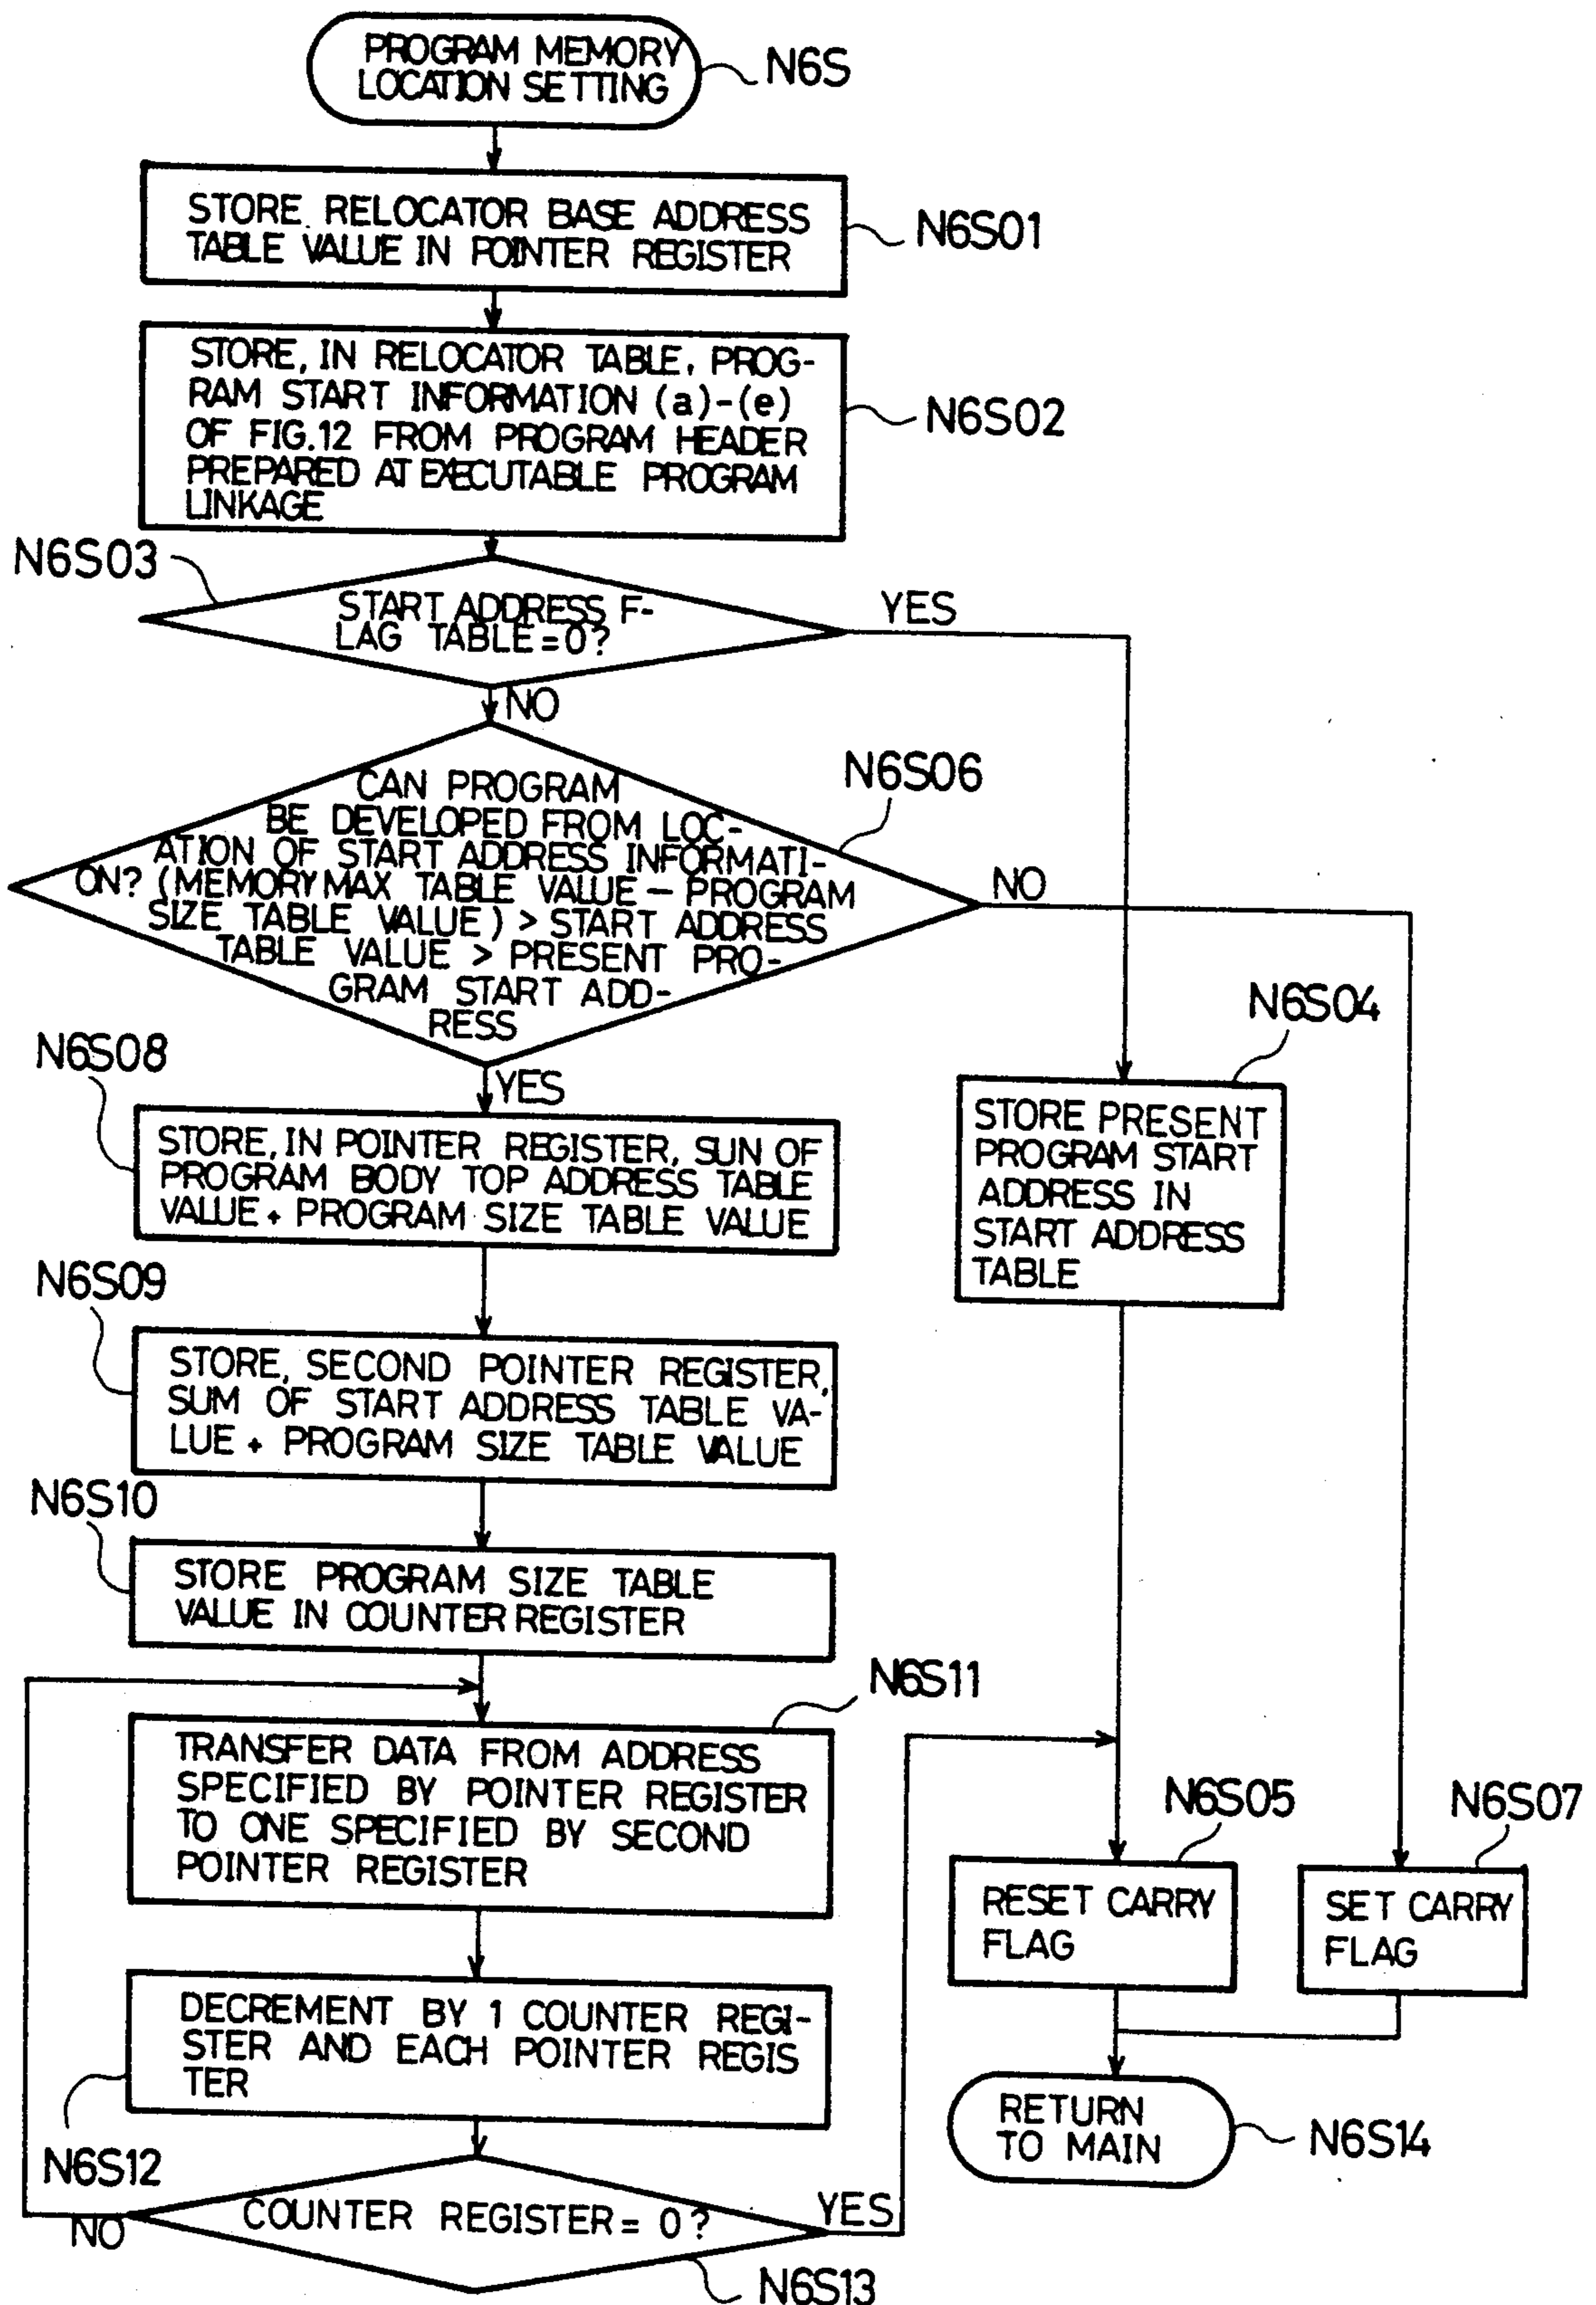 PROGRAM MEMORY
LOCATION SETTING
N6S
STORE RELOCATOR BASE ADDRESS
TABLE VALUE IN POINTER REGISTER
N6S01
STORE, IN RELOCATOR TABLE, PROG-
RAM START INFORMATION (a)-(e)
OF FIG.12 FROM PROGRAM HEADER
PREPARED AT EXECUTABLE PROGRAM
LINKAGE
N6S02
N6S03
START ADDRESS F-
LAG TABLE=0?
YES
NO
CAN PROGRAM
BE DEVELOPED FROM LOC-
ATION OF START ADDRESS INFORMATI-
ON? (MEMORY MAX TABLE VALUE - PROGRAM
SIZE TABLE VALUE) > START ADDRESS
TABLE VALUE > PRESENT PRO-
GRAM START ADD-
RESS
N6S06
NO
YES
N6S04
STORE PRESENT
PROGRAM START
ADDRESS IN
START ADDRESS
TABLE
N6S08
STORE, IN POINTER REGISTER, SUN OF
PROGRAM BODY TOP ADDRESS TABLE
VALUE + PROGRAM SIZE TABLE VALUE
N6S09
STORE, SECOND POINTER REGISTER,
SUM OF START ADDRESS TABLE VA-
LUE + PROGRAM SIZE TABLE VALUE
N6S10
STORE PROGRAM SIZE TABLE
VALUE IN COUNTER REGISTER
N6S11
TRANSFER DATA FROM ADDRESS
SPECIFIED BY POINTER REGISTER
TO ONE SPECIFIED BY SECOND
POINTER REGISTER
N6S05
RESET CARRY
FLAG
N6S07
SET CARRY
FLAG
DECREMENT BY 1 COUNTER REGI-
STER AND EACH POINTER REGIS
TER
N6S12
RETURN
TO MAIN
N6S14
COUNTER REGISTER= 0?
YES
NO
N6S13